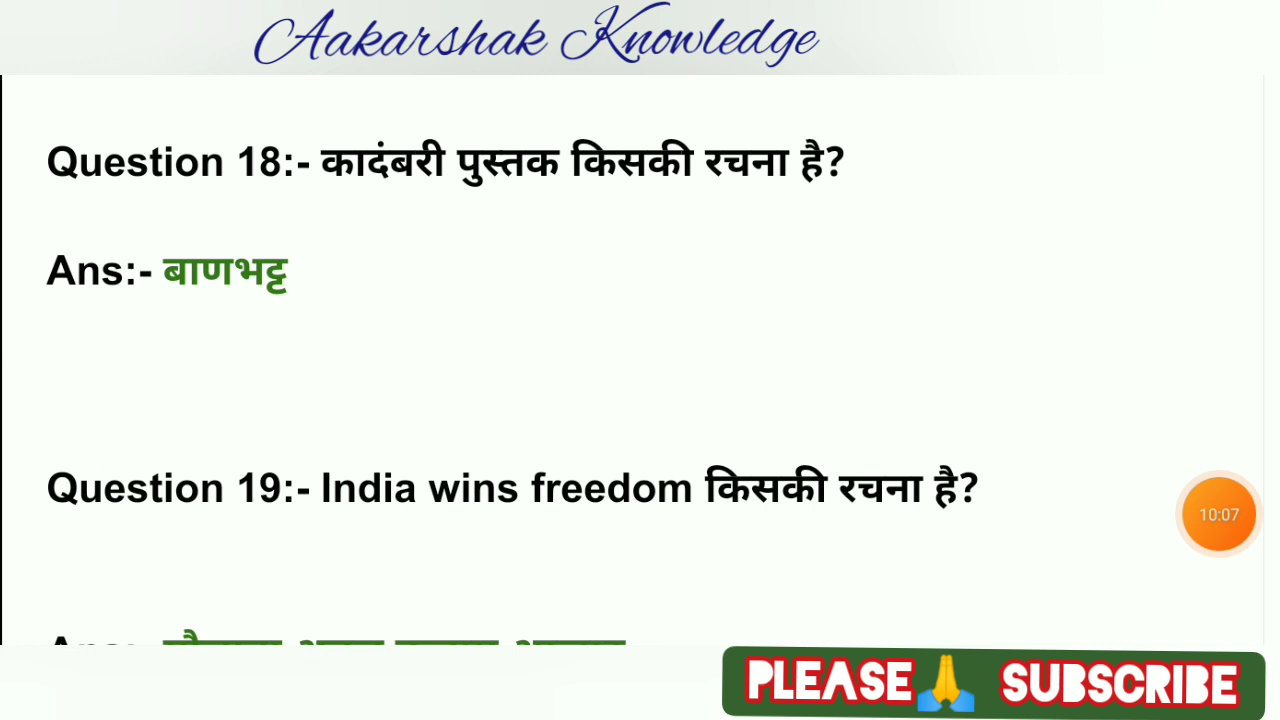 Aakarshak Knowledge
Question 18:- कादंबरी पुस्तक किसकी रचना है?
Ans:- बाणभट्ट
Question 19:- India wins freedom किसकी रचना है?
10:07
PLEASE🙏 SUBSCRIBE